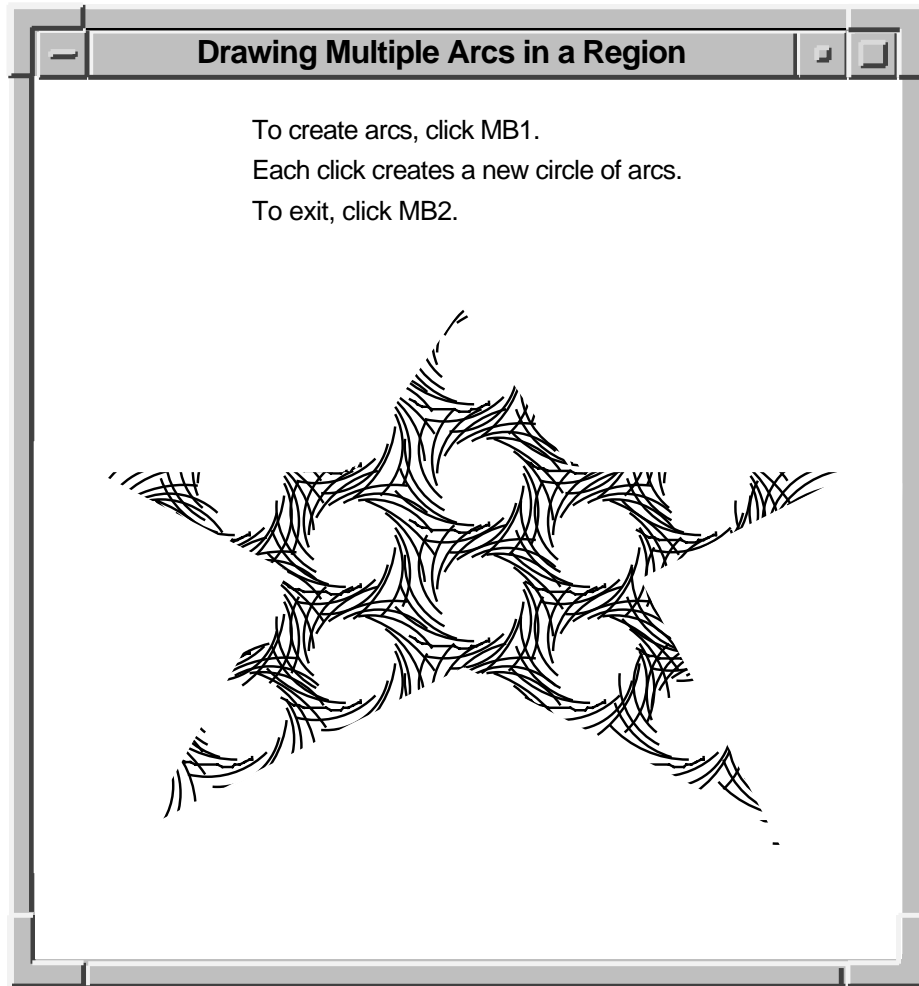 Drawing Multiple Arcs in a Region
To create arcs, click MB1.
Each click creates a new circle of arcs.
To exit, click MB2.